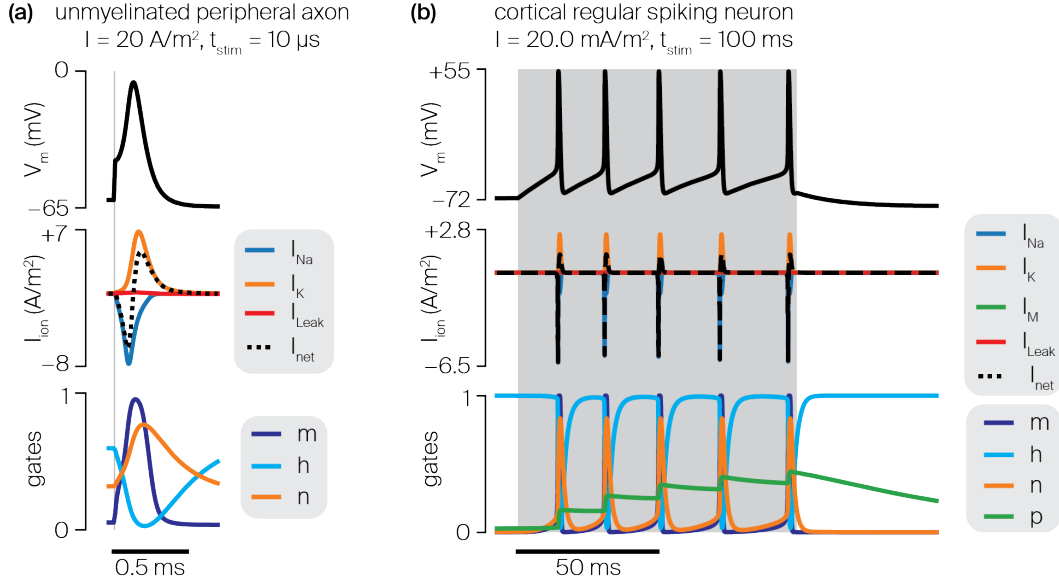 (a) unmyelinated peripheral axon
I = 20 A/m², t_stim = 10 µs
0
V_m (mV)
−65
+7
I_ion (A/m²)
−8
I_Na
I_K
I_Leak
I_net
1
gates
0
m
h
n
0.5 ms
(b) cortical regular spiking neuron
I = 20.0 mA/m², t_stim = 100 ms
+55
V_m (mV)
−72
+2.8
I_ion (A/m²)
−6.5
I_Na
I_K
I_M
I_Leak
I_net
1
gates
0
m
h
n
p
50 ms